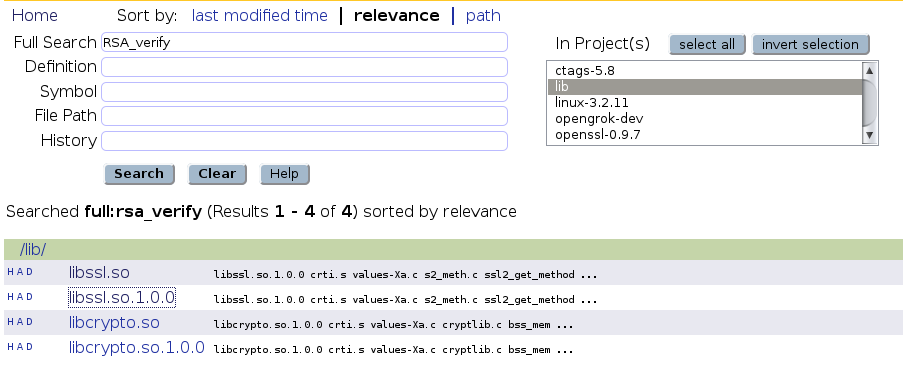 Home Sort by: last modified time | relevance | path
Full Search RSA_verify In Project(s) select all invert selection
Definition
Symbol
File Path
History
ctags-5.8
lib
linux-3.2.11
opengrok-dev
openssl-0.9.7
Search Clear Help
Searched full:rsa_verify (Results 1 - 4 of 4) sorted by relevance
/lib/
H A D libssl.so libssl.so.1.0.0 crti.s values-Xa.c s2_meth.c ssl2_get_method ...
H A D libssl.so.1.0.0 libssl.so.1.0.0 crti.s values-Xa.c s2_meth.c ssl2_get_method ...
H A D libcrypto.so libcrypto.so.1.0.0 crti.s values-Xa.c cryptlib.c bss_mem ...
H A D libcrypto.so.1.0.0 libcrypto.so.1.0.0 crti.s values-Xa.c cryptlib.c bss_mem ...